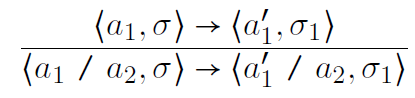 ⟨a₁, σ⟩ → ⟨a′₁, σ₁⟩
⟨a₁ / a₂, σ⟩ → ⟨a′₁ / a₂, σ₁⟩